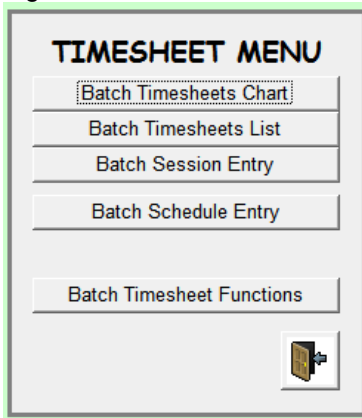 TIMESHEET MENU
Batch Timesheets Chart
Batch Timesheets List
Batch Session Entry
Batch Schedule Entry
Batch Timesheet Functions